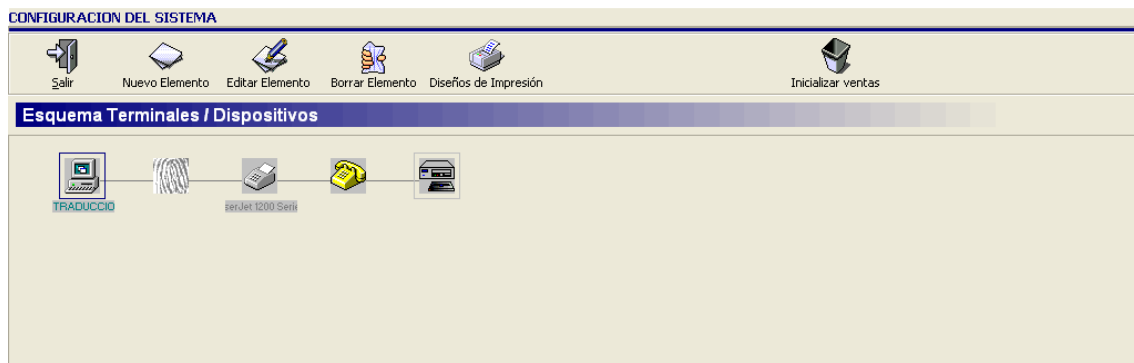 CONFIGURACION DEL SISTEMA
Salir
Nuevo Elemento
Editar Elemento
Borrar Elemento
Diseños de Impresión
Inicializar ventas
Esquema Terminales / Dispositivos
TRADUCCIO
serJet 1200 Serie